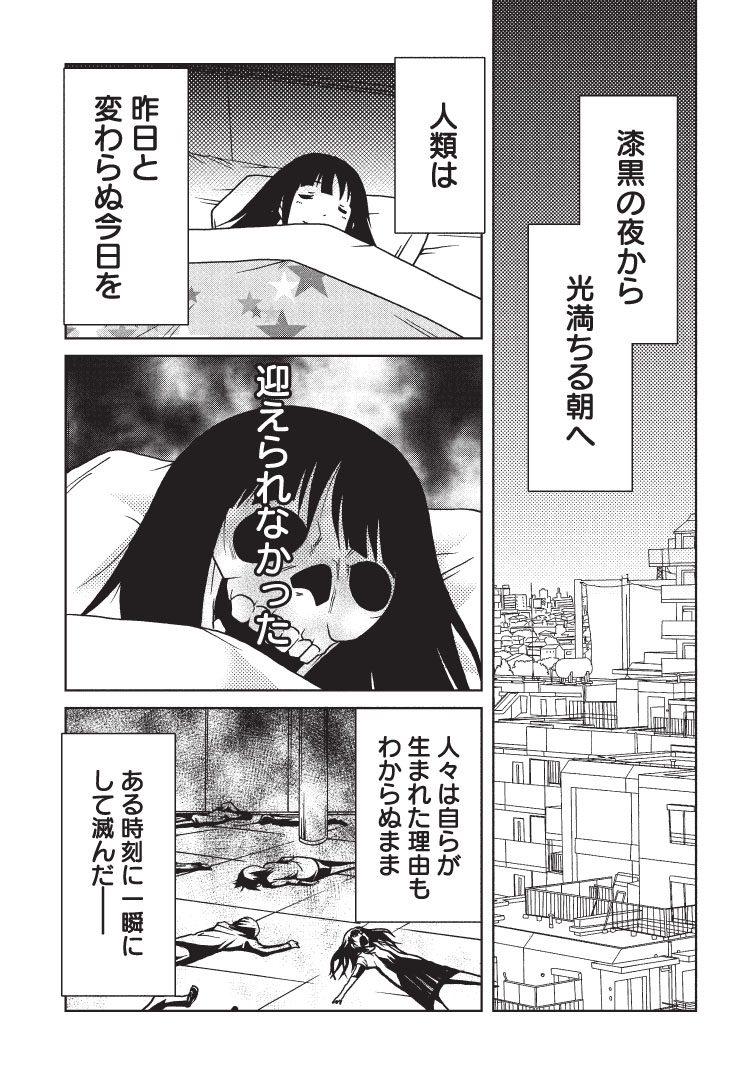 漆黒の夜から
光満ちる朝へ
人類は
昨日と
変わらぬ今日を
迎えられなかった
人々は自らが
生まれた理由も
わからぬまま
ある時刻に一瞬に
して滅んだ——